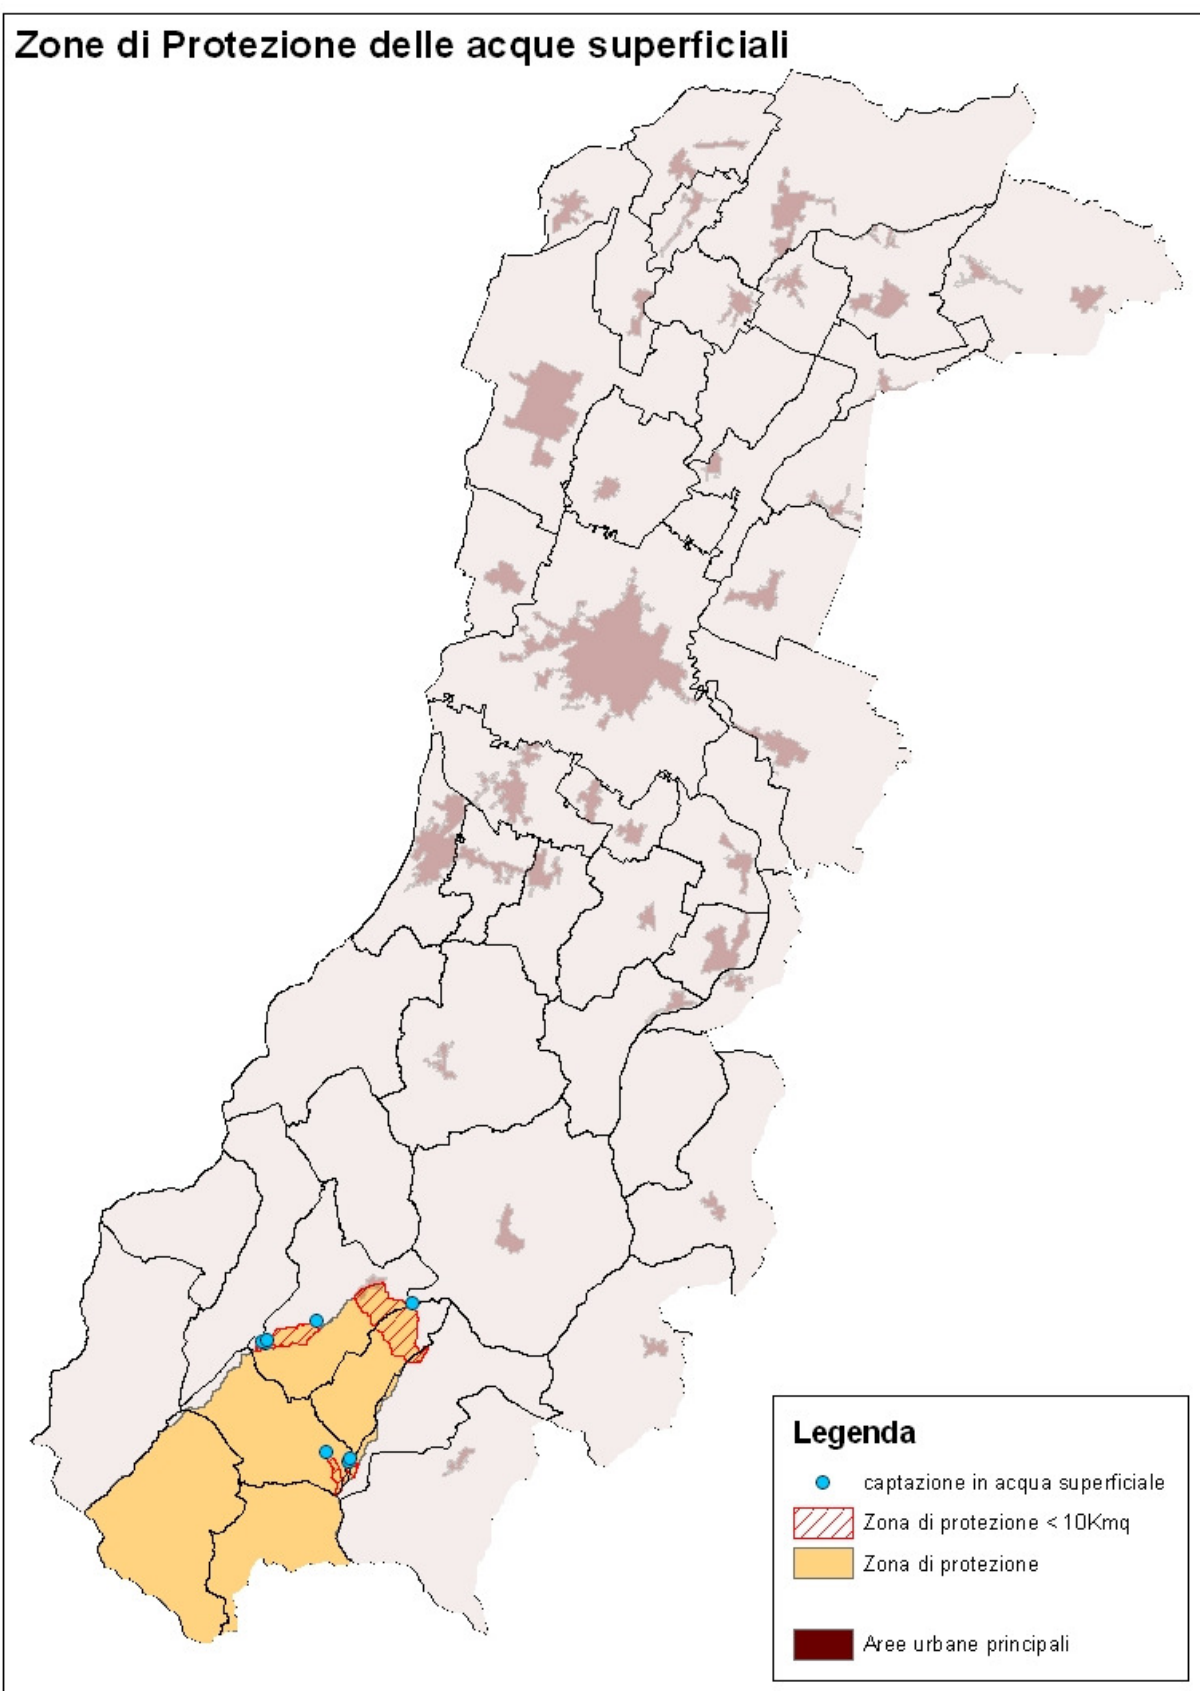 Zone di Protezione delle acque superficiali
Legenda
captazione in acqua superficiale
Zona di protezione < 10Kmq
Zona di protezione
Aree urbane principali